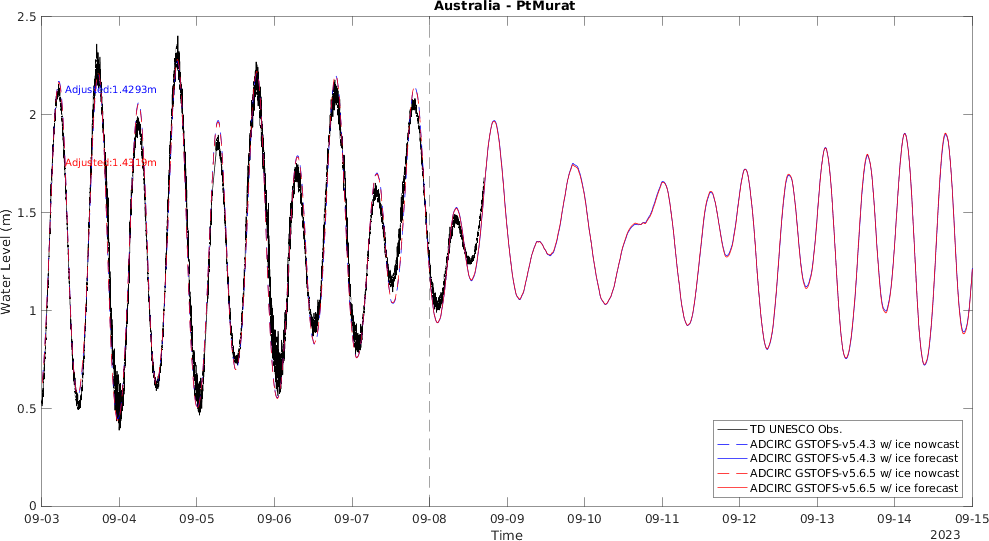 Australia - PtMurat
2.5
2
1.5
1
0.5
0
Water Level (m)
Adjusted:1.4293m
Adjusted:1.4319m
TD UNESCO Obs.
ADCIRC GSTOFS-v5.4.3 w/ ice nowcast
ADCIRC GSTOFS-v5.4.3 w/ ice forecast
ADCIRC GSTOFS-v5.6.5 w/ ice nowcast
ADCIRC GSTOFS-v5.6.5 w/ ice forecast
09-03 09-04 09-05 09-06 09-07 09-08 09-09 09-10 09-11 09-12 09-13 09-14 09-15
Time
2023